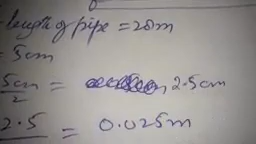 length of pipe = 20m
= 5cm
5cm/2 = 2.5cm
2.5 = 0.025m